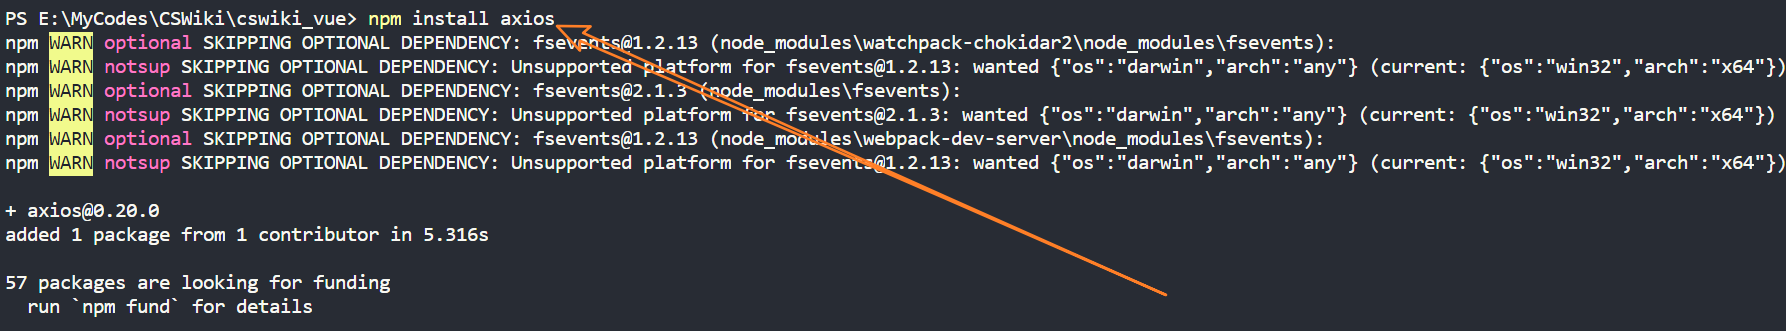 PS E:\MyCodes\CSWiki\cswiki_vue> npm install axios
npm WARN optional SKIPPING OPTIONAL DEPENDENCY: fsevents@1.2.13 (node_modules\watchpack-chokidar2\node_modules\fsevents):
npm WARN notsup SKIPPING OPTIONAL DEPENDENCY: Unsupported platform for fsevents@1.2.13: wanted {"os":"darwin","arch":"any"} (current: {"os":"win32","arch":"x64"})
npm WARN optional SKIPPING OPTIONAL DEPENDENCY: fsevents@2.1.3 (node_modules\fsevents):
npm WARN notsup SKIPPING OPTIONAL DEPENDENCY: Unsupported platform for fsevents@2.1.3: wanted {"os":"darwin","arch":"any"} (current: {"os":"win32","arch":"x64"})
npm WARN optional SKIPPING OPTIONAL DEPENDENCY: fsevents@1.2.13 (node_modules\webpack-dev-server\node_modules\fsevents):
npm WARN notsup SKIPPING OPTIONAL DEPENDENCY: Unsupported platform for fsevents@1.2.13: wanted {"os":"darwin","arch":"any"} (current: {"os":"win32","arch":"x64"})
+ axios@0.20.0
added 1 package from 1 contributor in 5.316s
57 packages are looking for funding
  run `npm fund` for details